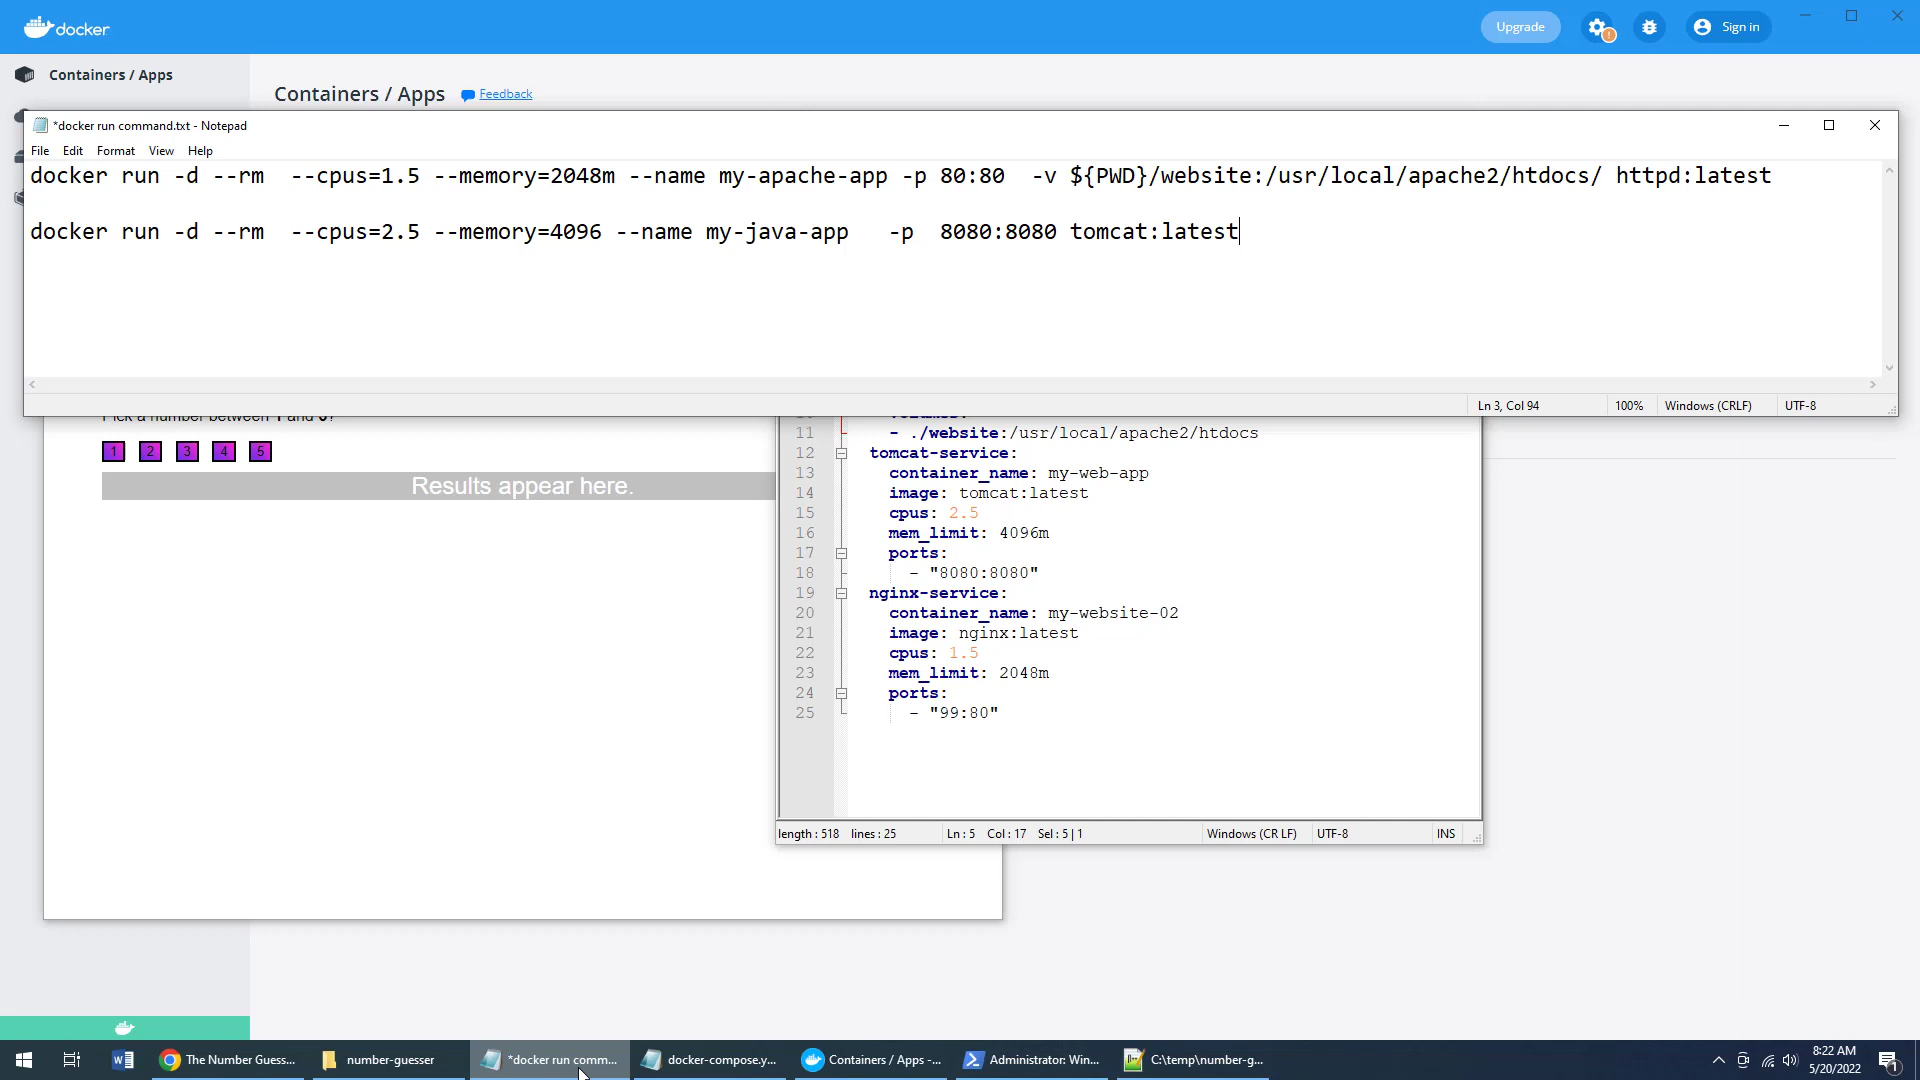 docker
Upgrade
Sign in
Containers / Apps
Containers / Apps Feedback
*docker run command.txt - Notepad
File Edit Format View Help
docker run -d --rm  --cpus=1.5 --memory=2048m --name my-apache-app -p 80:80  -v ${PWD}/website:/usr/local/apache2/htdocs/ httpd:latest
docker run -d --rm  --cpus=2.5 --memory=4096 --name my-java-app   -p  8080:8080 tomcat:latest
Ln 3, Col 94 100% Windows (CRLF) UTF-8
Pick a number between 1 and 5?
1 2 3 4 5
Results appear here.
11 - ./website:/usr/local/apache2/htdocs
12 tomcat-service:
13 container_name: my-web-app
14 image: tomcat:latest
15 cpus: 2.5
16 mem_limit: 4096m
17 ports:
18 - "8080:8080"
19 nginx-service:
20 container_name: my-website-02
21 image: nginx:latest
22 cpus: 1.5
23 mem_limit: 2048m
24 ports:
25 - "99:80"
length : 518 lines : 25 Ln : 5 Col : 17 Sel : 5 | 1 Windows (CR LF) UTF-8 INS
The Number Guess... number-guesser *docker run comm... docker-compose.y... Containers / Apps -... Administrator: Win... C:\temp\number-g...
8:22 AM
5/20/2022
1